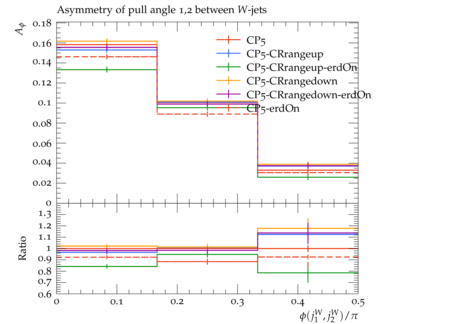 Asymmetry of pull angle 1,2 between W-jets
A_ϕ
0.18
0.16
0.14
0.12
0.1
0.08
0.06
0.04
0.02
0
CP5
CP5-CRrangeup
CP5-CRrangeup-erdOn
CP5-CRrangedown
CP5-CRrangedown-erdOn
CP5-erdOn
Ratio
1.3
1.2
1.1
1
0.9
0.8
0.7
0.6
0 0.1 0.2 0.3 0.4 0.5
ϕ(j_1^W, j_2^W)/π